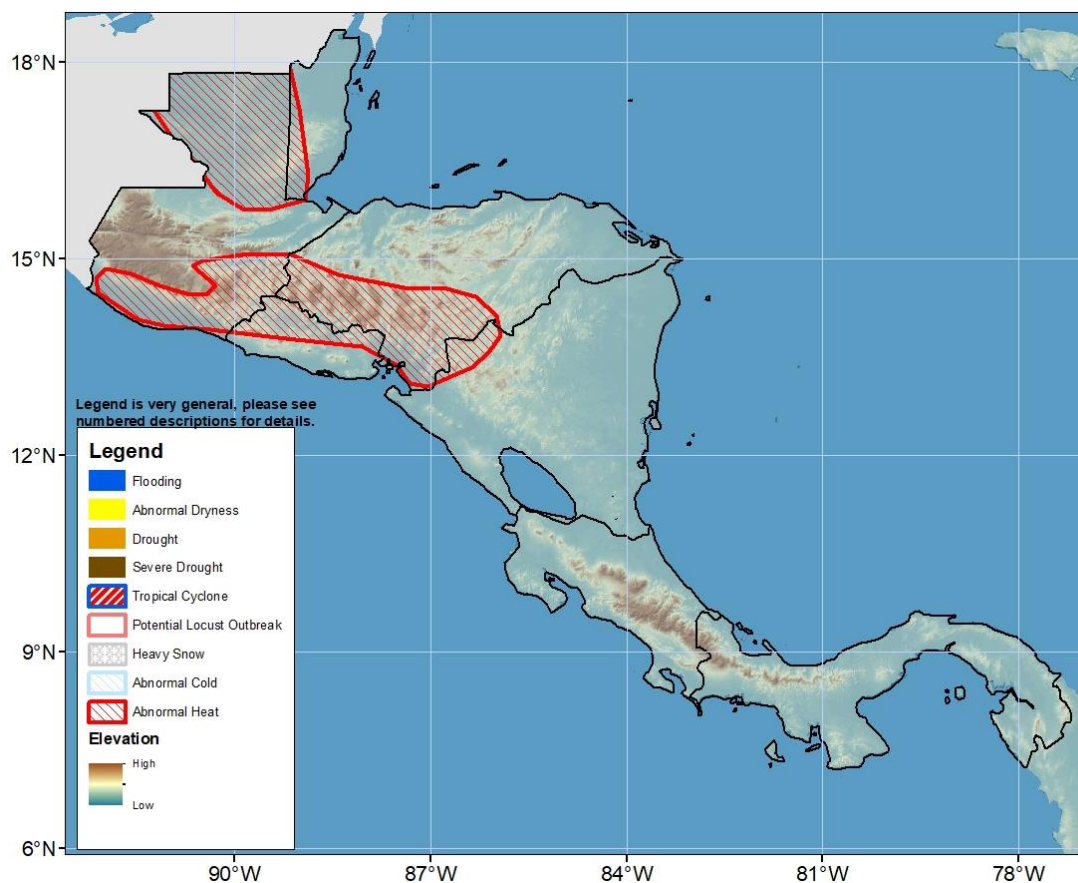 18°N
15°N
12°N
9°N
6°N
Legend is very general, please see
numbered descriptions for details.
Legend
Flooding
Abnormal Dryness
Drought
Severe Drought
Tropical Cyclone
Potential Locust Outbreak
Heavy Snow
Abnormal Cold
Abnormal Heat
Elevation
High
Low
90°W 87°W 84°W 81°W 78°W